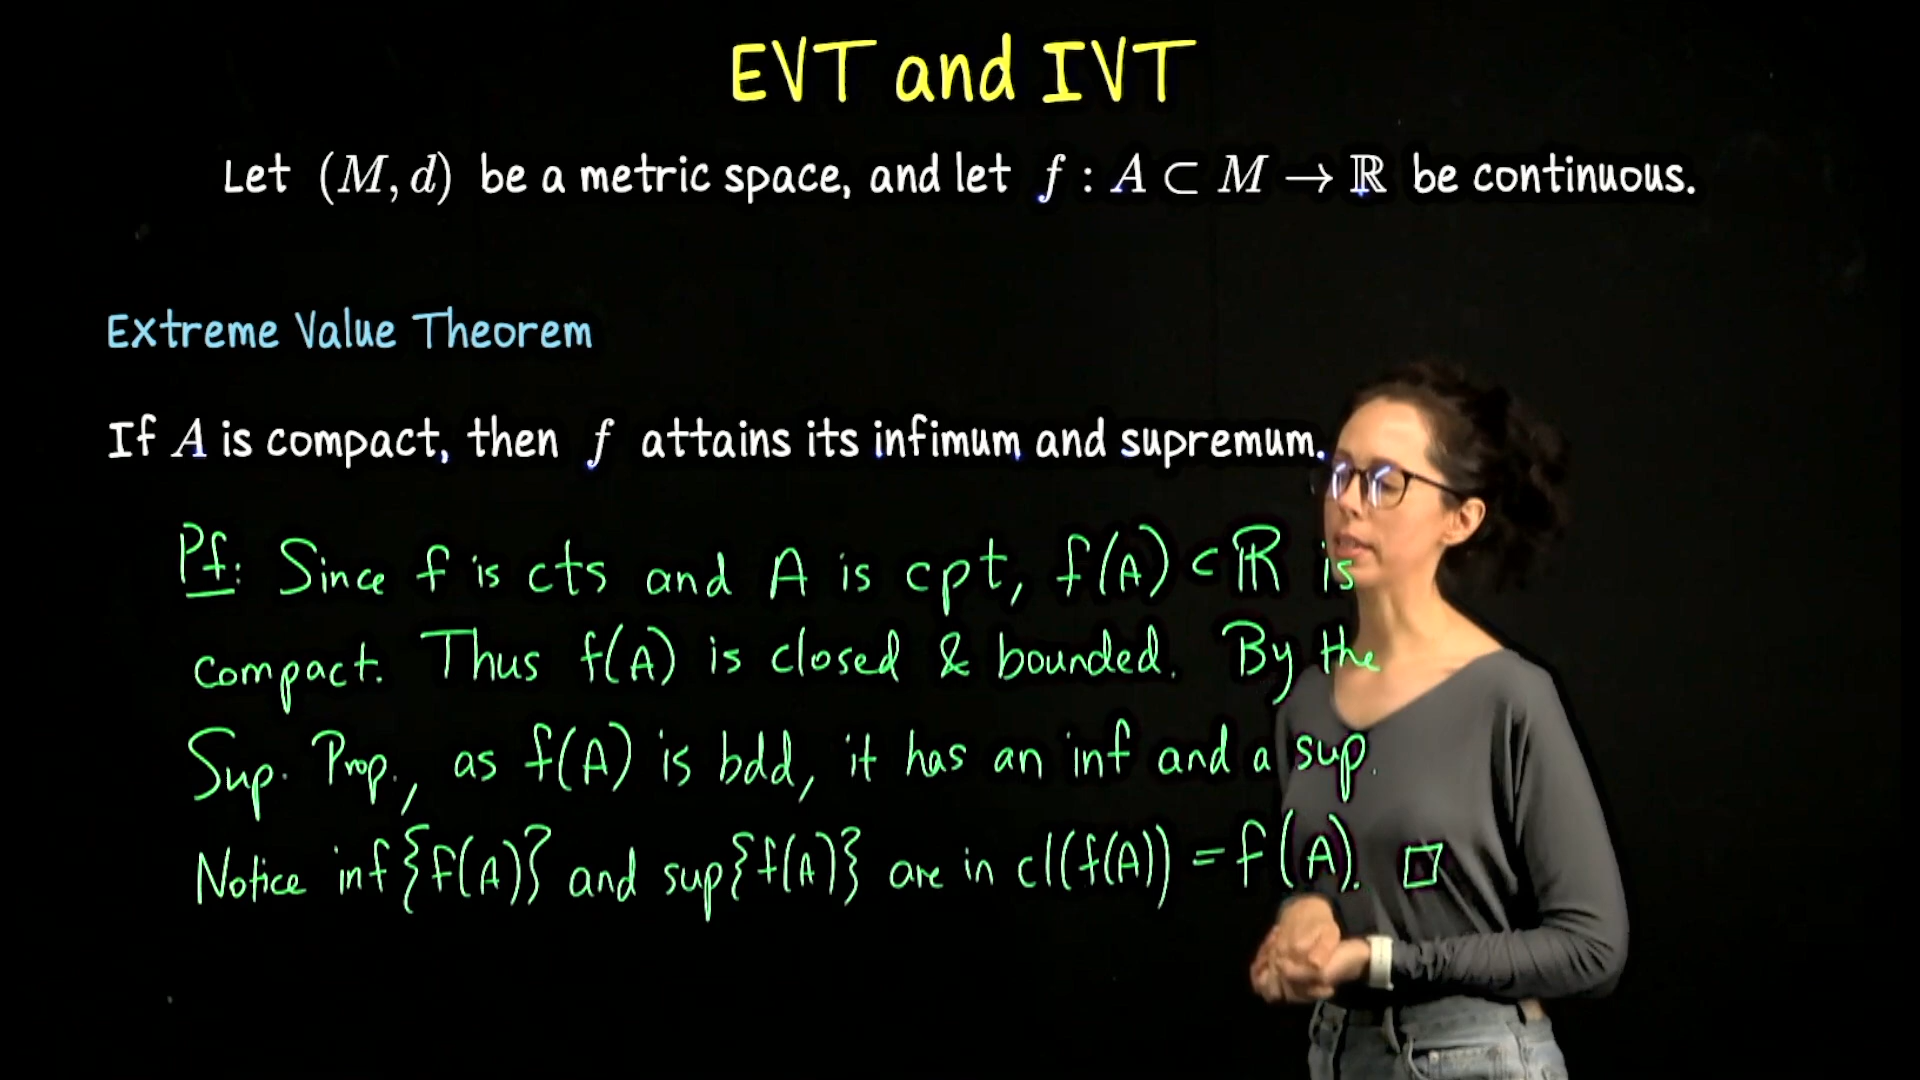 EVT and IVT
Let (M, d) be a metric space, and let f : A ⊂ M → ℝ be continuous.
Extreme Value Theorem
If A is compact, then f attains its infimum and supremum.
Pf: Since f is cts and A is cpt, f(A) ⊂ ℝ is
compact. Thus f(A) is closed & bounded. By the
Sup. Prop., as f(A) is bdd, it has an inf and a sup.
Notice inf{f(A)} and sup{f(A)} are in cl(f(A)) = f(A). □